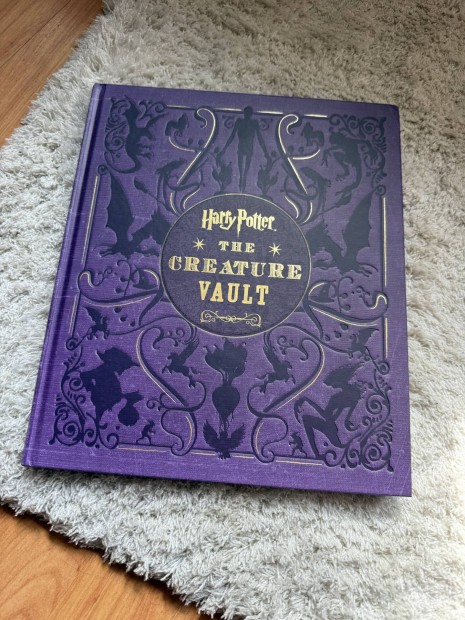 Harry Potter
THE
CREATURE
VAULT